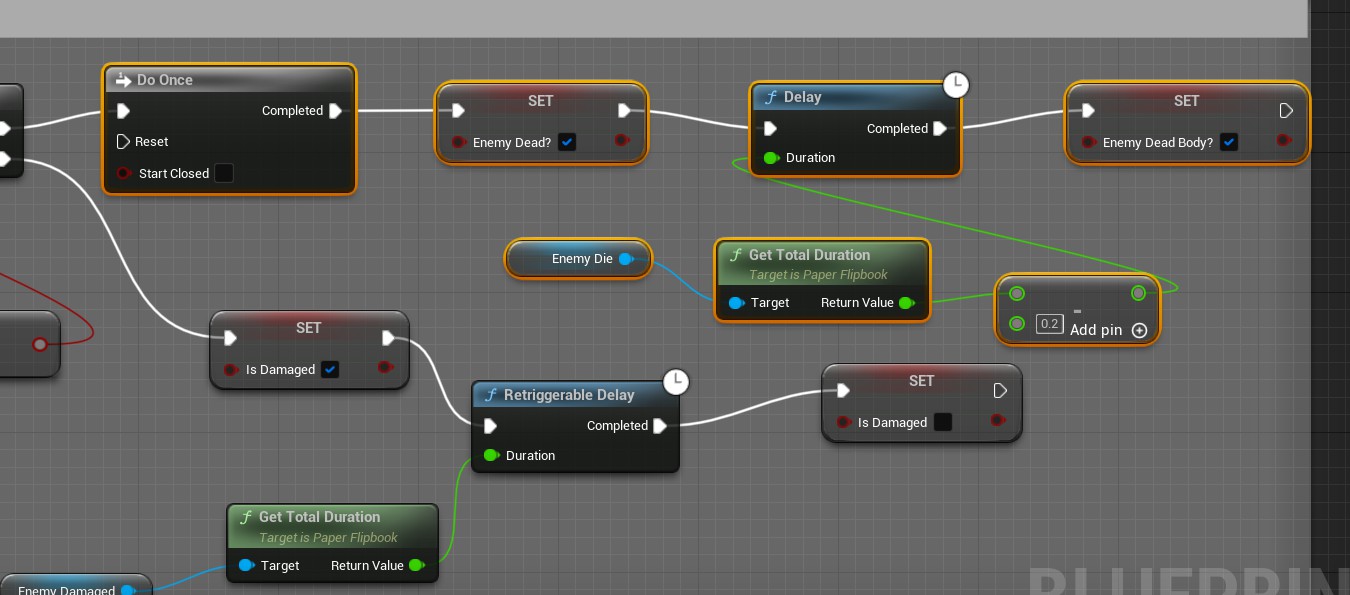 Do Once
Completed
Reset
Start Closed
SET
Enemy Dead?
Delay
Completed
Duration
SET
Enemy Dead Body?
Enemy Die
Get Total Duration
Target is Paper Flipbook
Target Return Value
-
0.2 Add pin
SET
Is Damaged
Retriggerable Delay
Completed
Duration
SET
Is Damaged
Get Total Duration
Target is Paper Flipbook
Target Return Value
Enemy Damaged